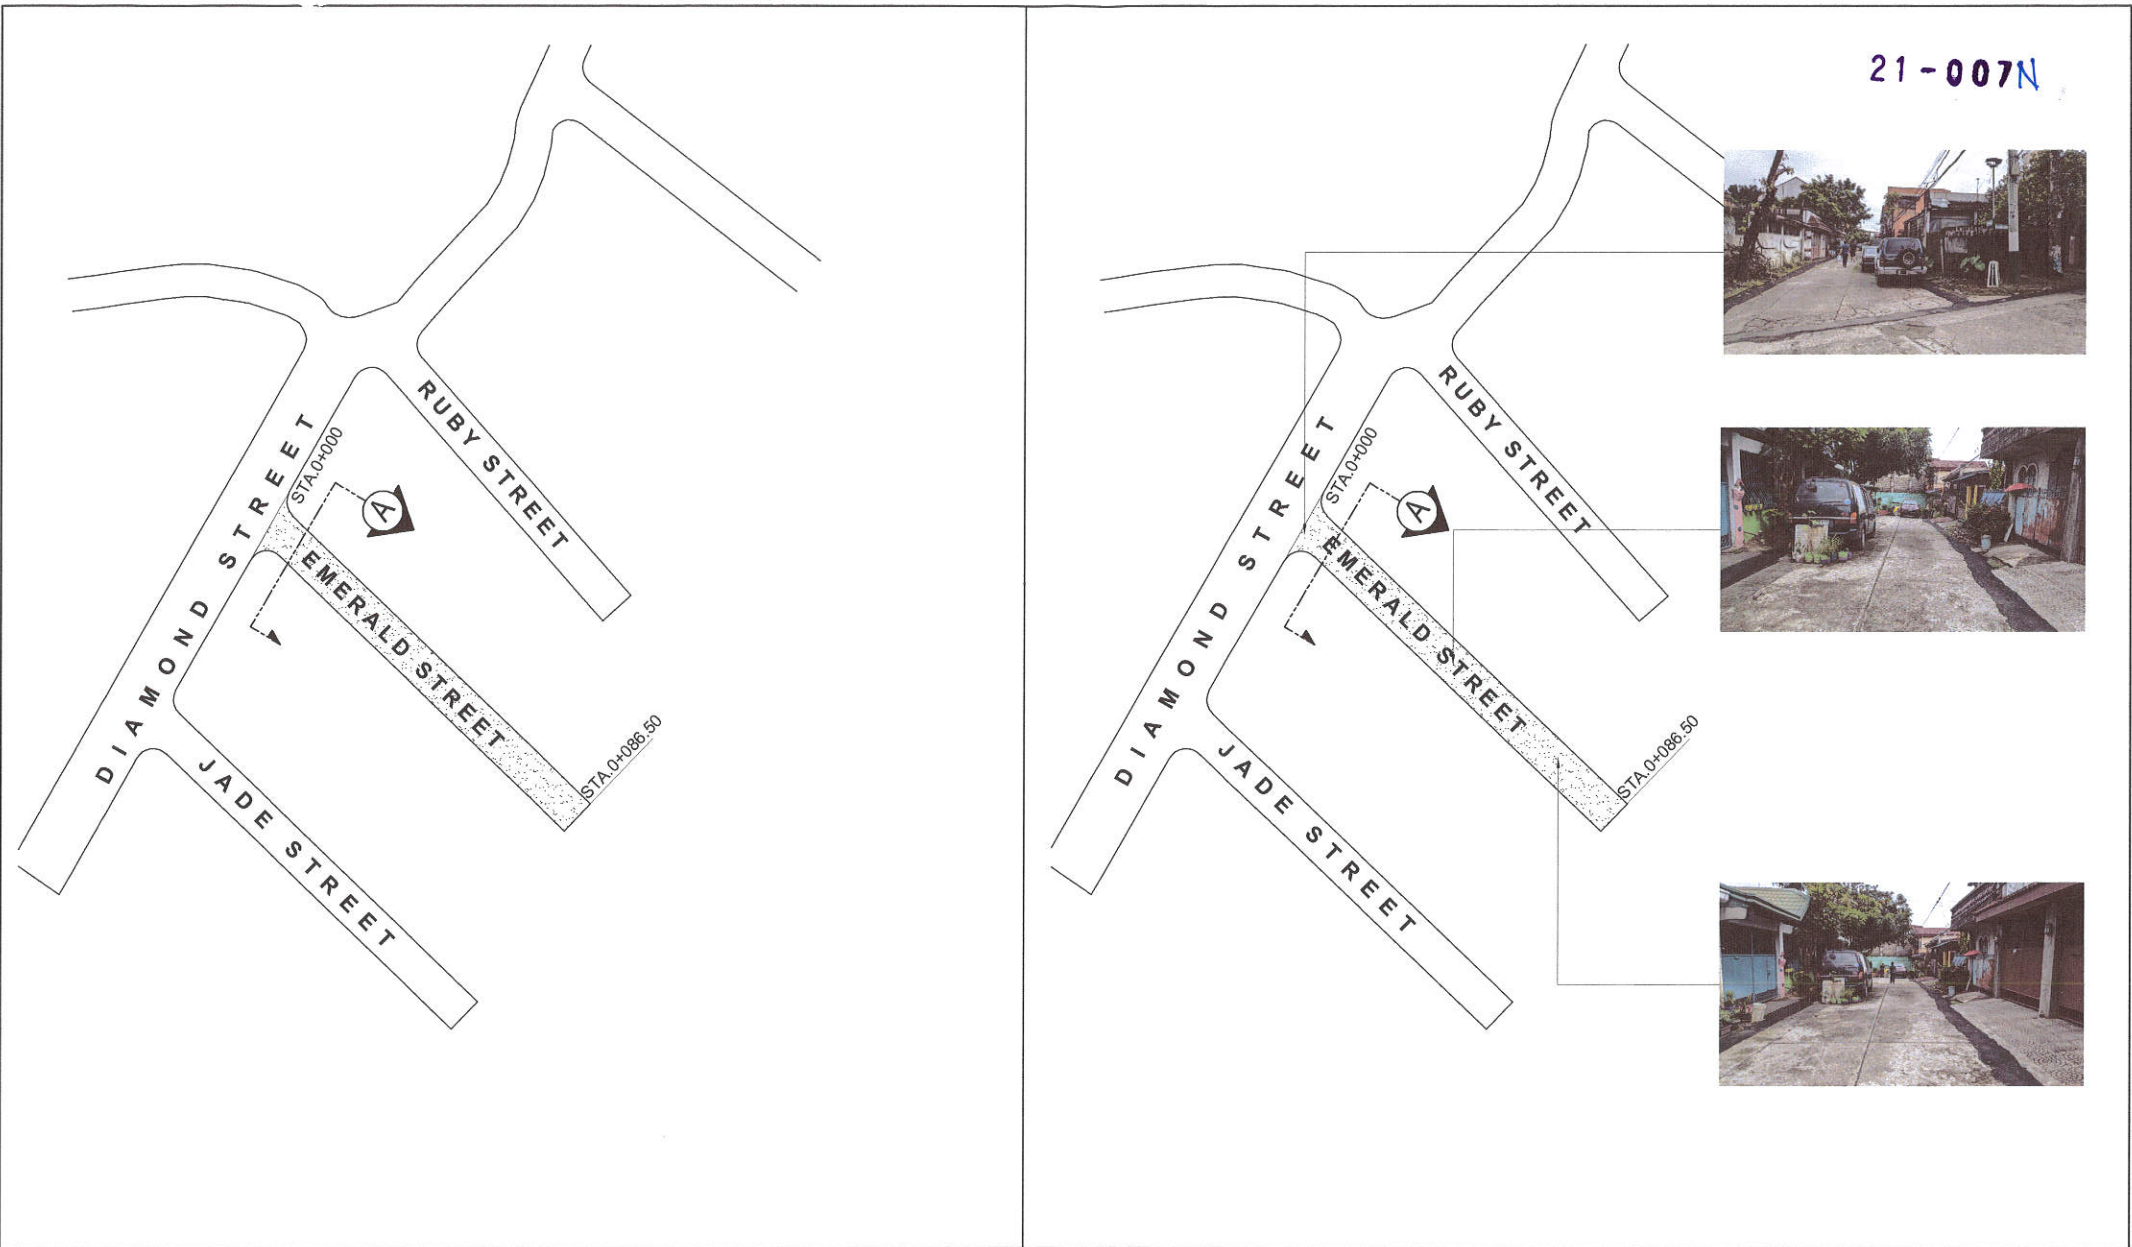 RUBY STREET
DIAMOND STREET
STA.0+000
A
EMERALD STREET
STA.0+086.50
JADE STREET
21-007N
RUBY STREET
DIAMOND STREET
STA.0+000
A
EMERALD STREET
STA.0+086.50
JADE STREET